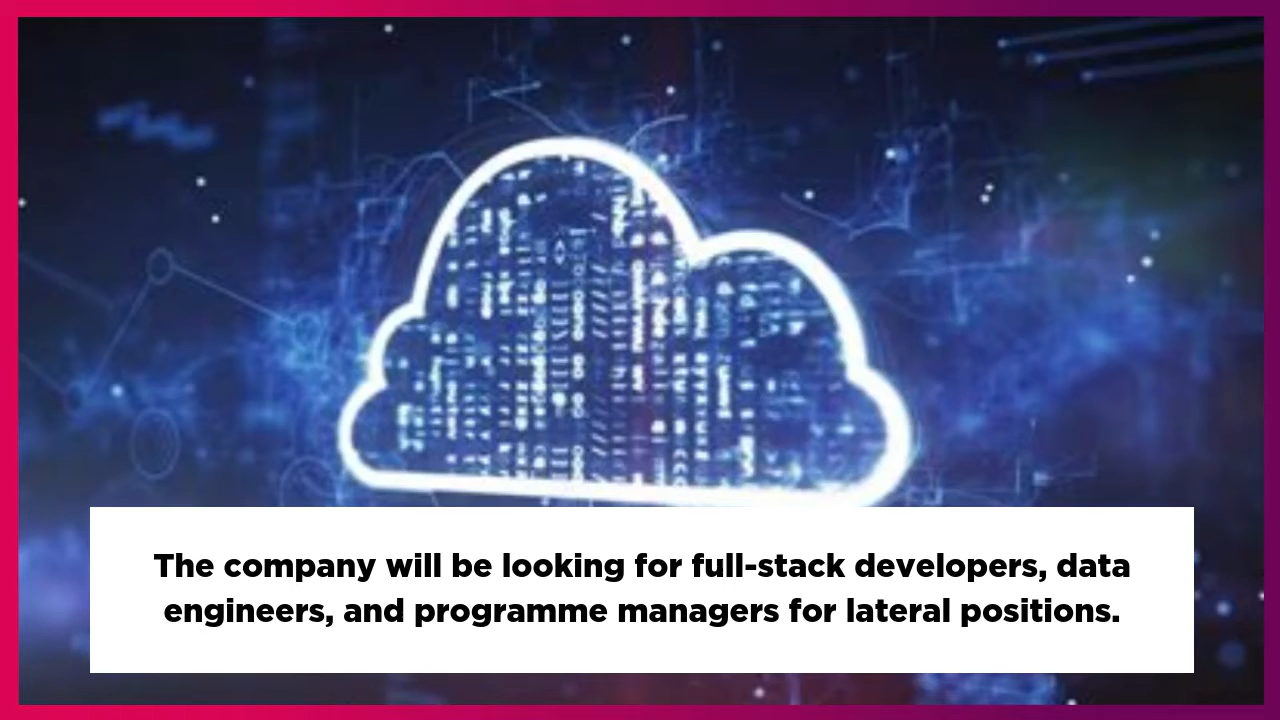 The company will be looking for full-stack developers, data
engineers, and programme managers for lateral positions.